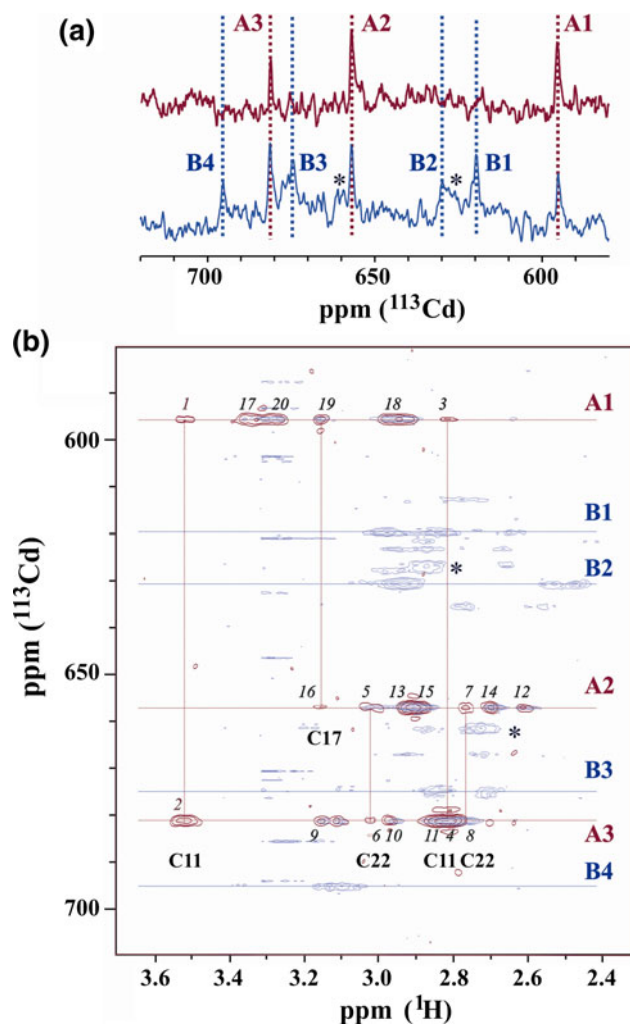 (a)
A3 A2 A1
B4 B3 * B2 * B1
700 650 600
ppm (¹¹³Cd)
(b)
1 17 20 19 18 3 A1
600
B1
* B2
650
16 5 13 15 7 14 12 A2
C17
* B3
2 9 6 10 11 4 8 A3
C11 C22 C11 C22
B4
700
3.6 3.4 3.2 3.0 2.8 2.6 2.4
ppm (¹H)
ppm (¹¹³Cd)